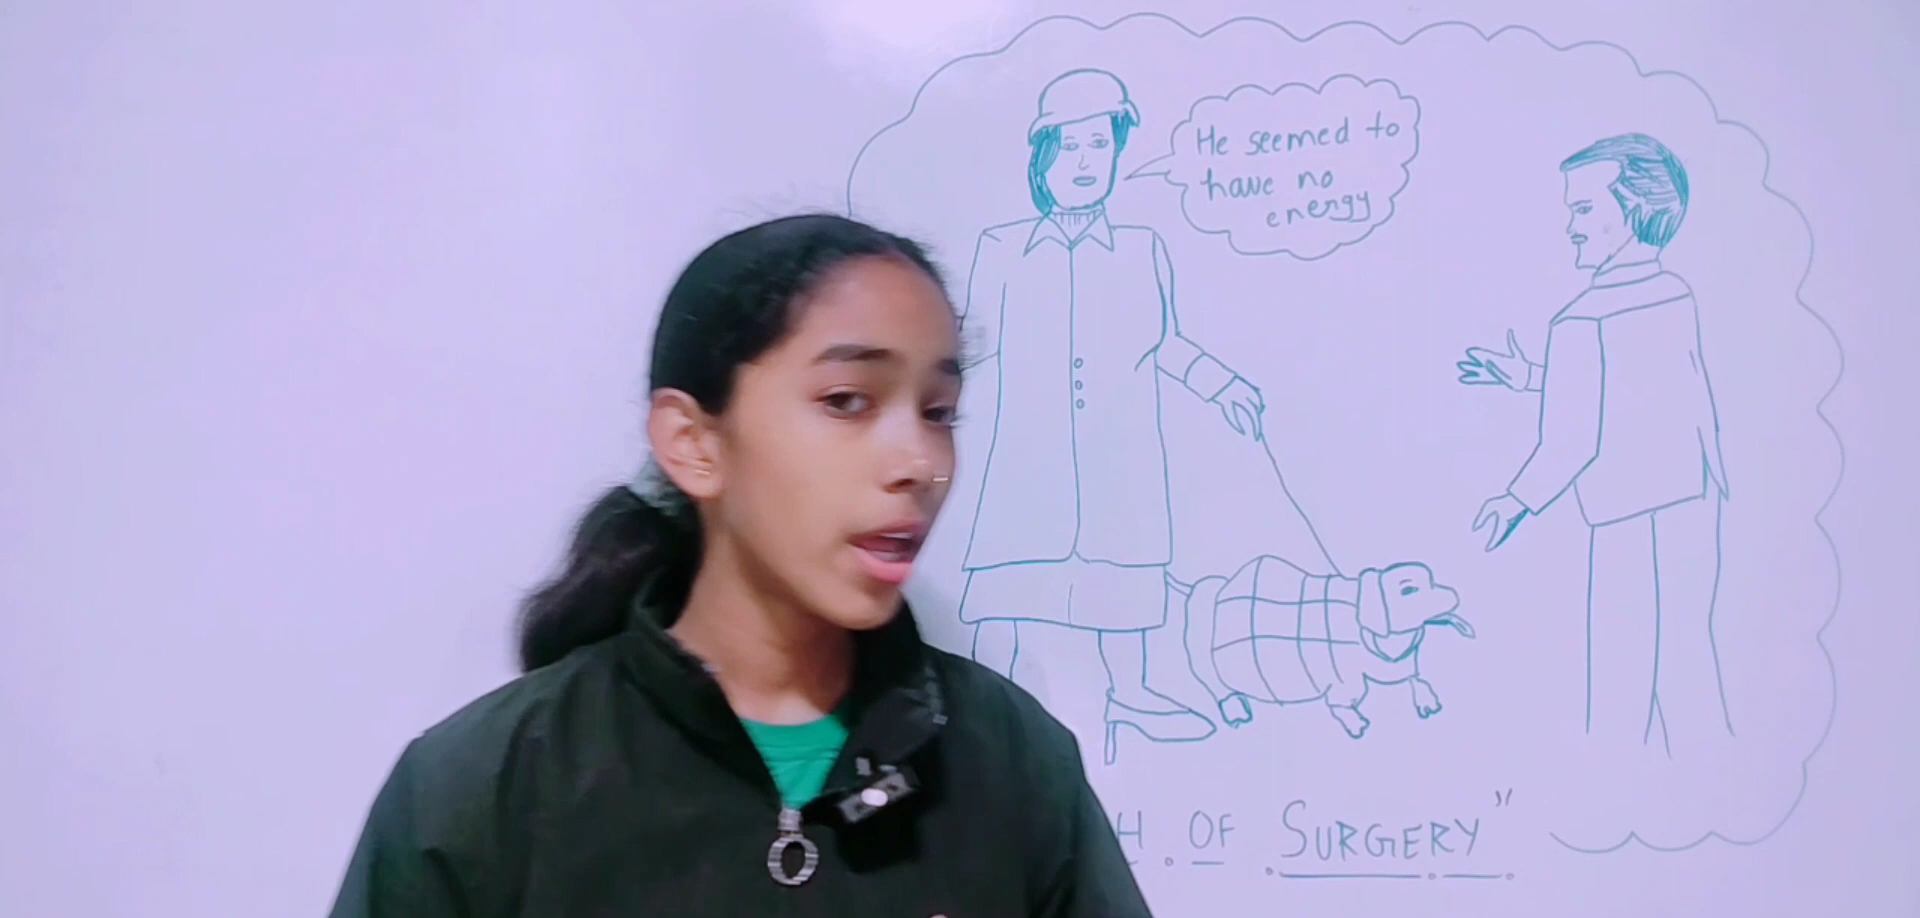 He seemed to
have no
energy
H OF SURGERY"